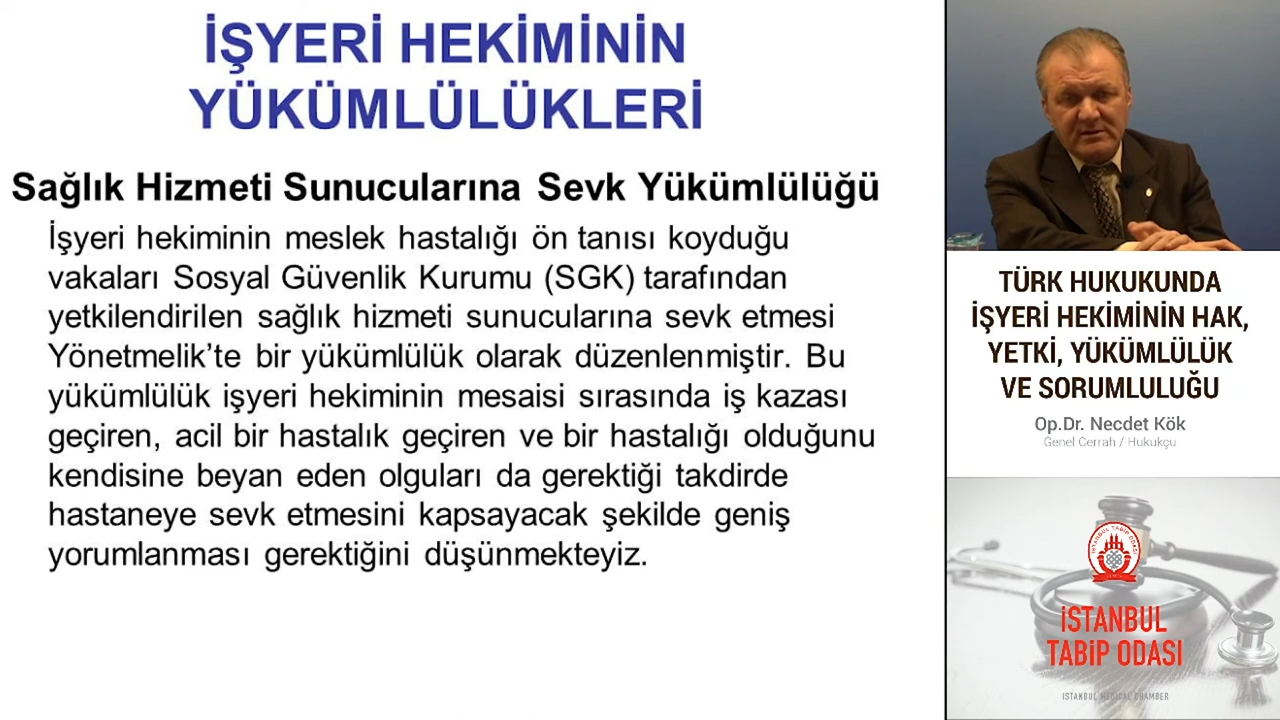 İŞYERİ HEKİMİNİN
YÜKÜMLÜLÜKLERİ
Sağlık Hizmeti Sunucularına Sevk Yükümlülüğü
İşyeri hekiminin meslek hastalığı ön tanısı koyduğu
vakaları Sosyal Güvenlik Kurumu (SGK) tarafından
yetkilendirilen sağlık hizmeti sunucularına sevk etmesi
Yönetmelik’te bir yükümlülük olarak düzenlenmiştir. Bu
yükümlülük işyeri hekiminin mesaisi sırasında iş kazası
geçiren, acil bir hastalık geçiren ve bir hastalığı olduğunu
kendisine beyan eden olguları da gerektiği takdirde
hastaneye sevk etmesini kapsayacak şekilde geniş
yorumlanması gerektiğini düşünmekteyiz.
TÜRK HUKUKUNDA
İŞYERİ HEKİMİNİN HAK,
YETKİ, YÜKÜMLÜLÜK
VE SORUMLULUĞU
Op.Dr. Necdet Kök
Genel Cerrah / Hukukçu
İSTANBUL TABİP ODASI
İSTANBUL
TABİP ODASI
ISTANBUL MEDICAL CHAMBER